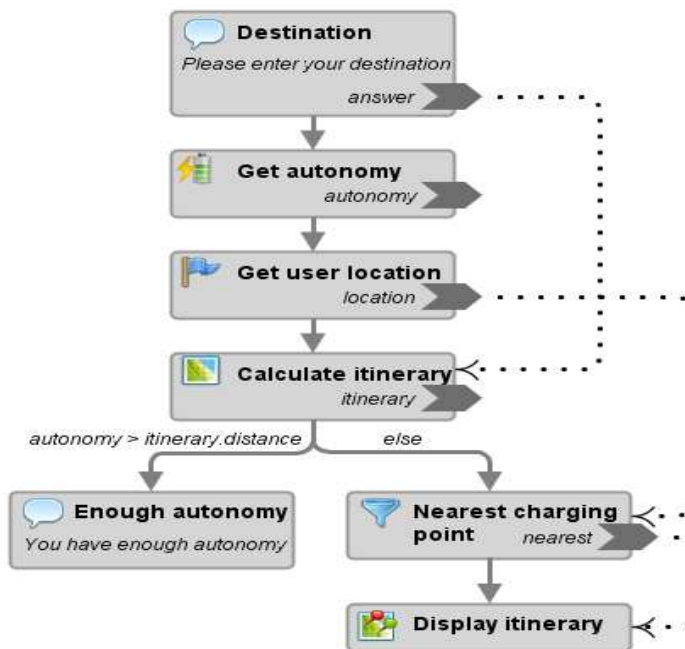 Destination
Please enter your destination
answer
Get autonomy
autonomy
Get user location
location
Calculate itinerary
itinerary
autonomy > itinerary.distance
else
Enough autonomy
You have enough autonomy
Nearest charging
point
nearest
Display itinerary